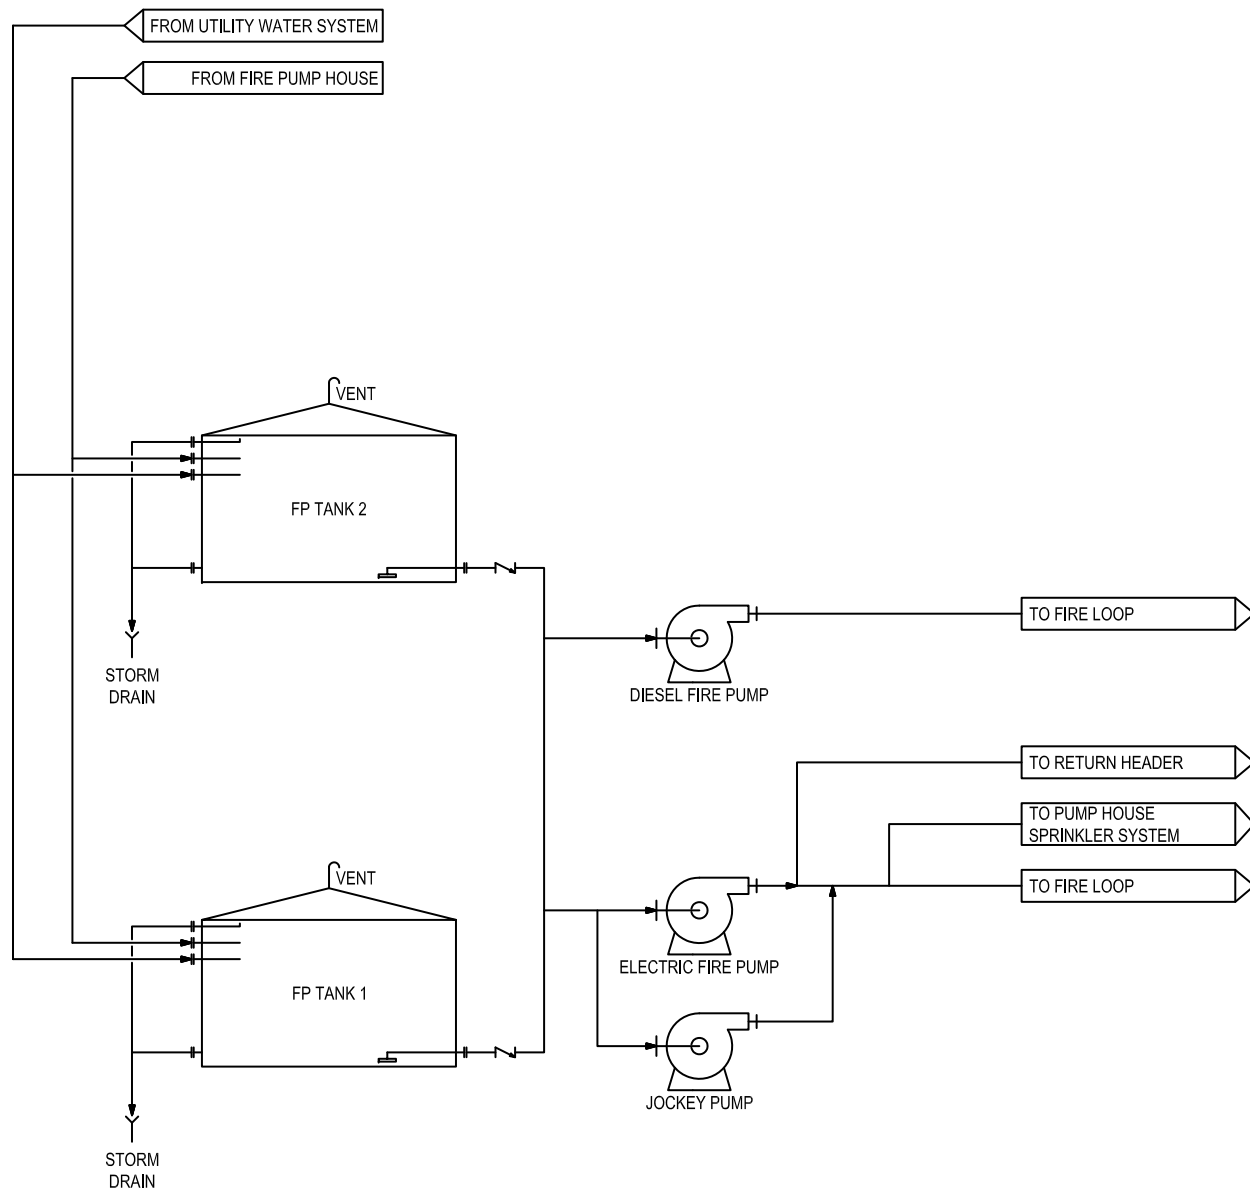 FROM UTILITY WATER SYSTEM
FROM FIRE PUMP HOUSE
VENT
FP TANK 2
STORM
DRAIN
TO FIRE LOOP
DIESEL FIRE PUMP
TO RETURN HEADER
TO PUMP HOUSE
SPRINKLER SYSTEM
TO FIRE LOOP
VENT
ELECTRIC FIRE PUMP
FP TANK 1
JOCKEY PUMP
STORM
DRAIN